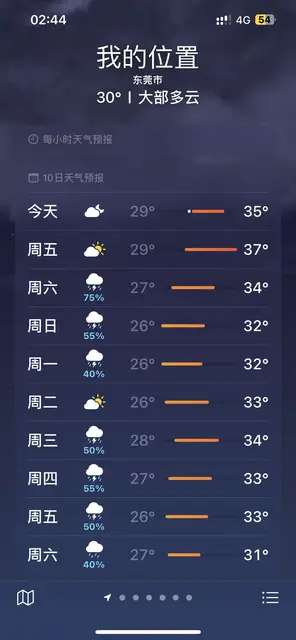 02:44 4G 54
我的位置
东莞市
30° | 大部多云
每小时天气预报
10日天气预报
今天 29° 35°
周五 29° 37°
周六 75% 27° 34°
周日 55% 26° 32°
周一 40% 26° 32°
周二 26° 33°
周三 50% 28° 34°
周四 55% 27° 33°
周五 50% 26° 33°
周六 40% 27° 31°